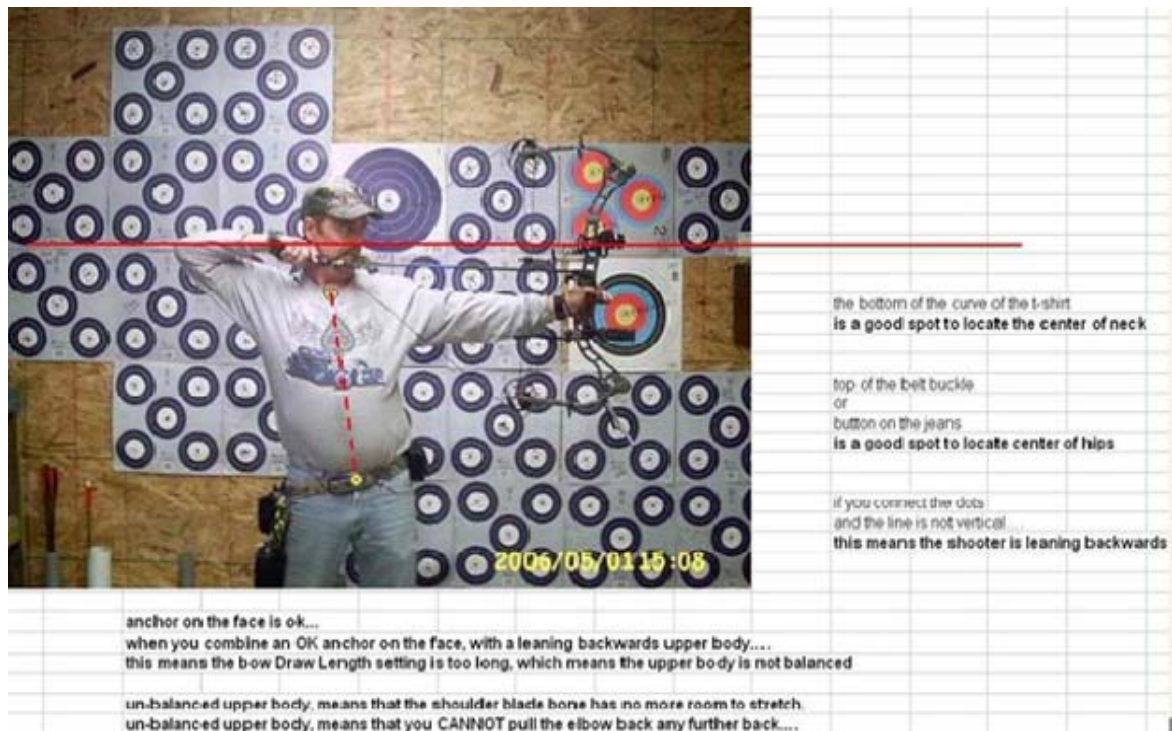 the bottom of the curve of the t-shirt
is a good spot to locate the center of neck
top of the belt buckle
or
button on the jeans
is a good spot to locate center of hips
if you connect the dots
and the line is not vertical....
this means the shooter is leaning backwards
2006/05/01 15:08
anchor on the face is ok...
when you combine an OK anchor on the face, with a leaning backwards upper body.....
this means the bow Draw Length setting is too long, which means the upper body is not balanced
un-balanced upper body, means that the shoulder blade bone has no more room to stretch.
un-balanced upper body, means that you CANNOT pull the elbow back any further back....